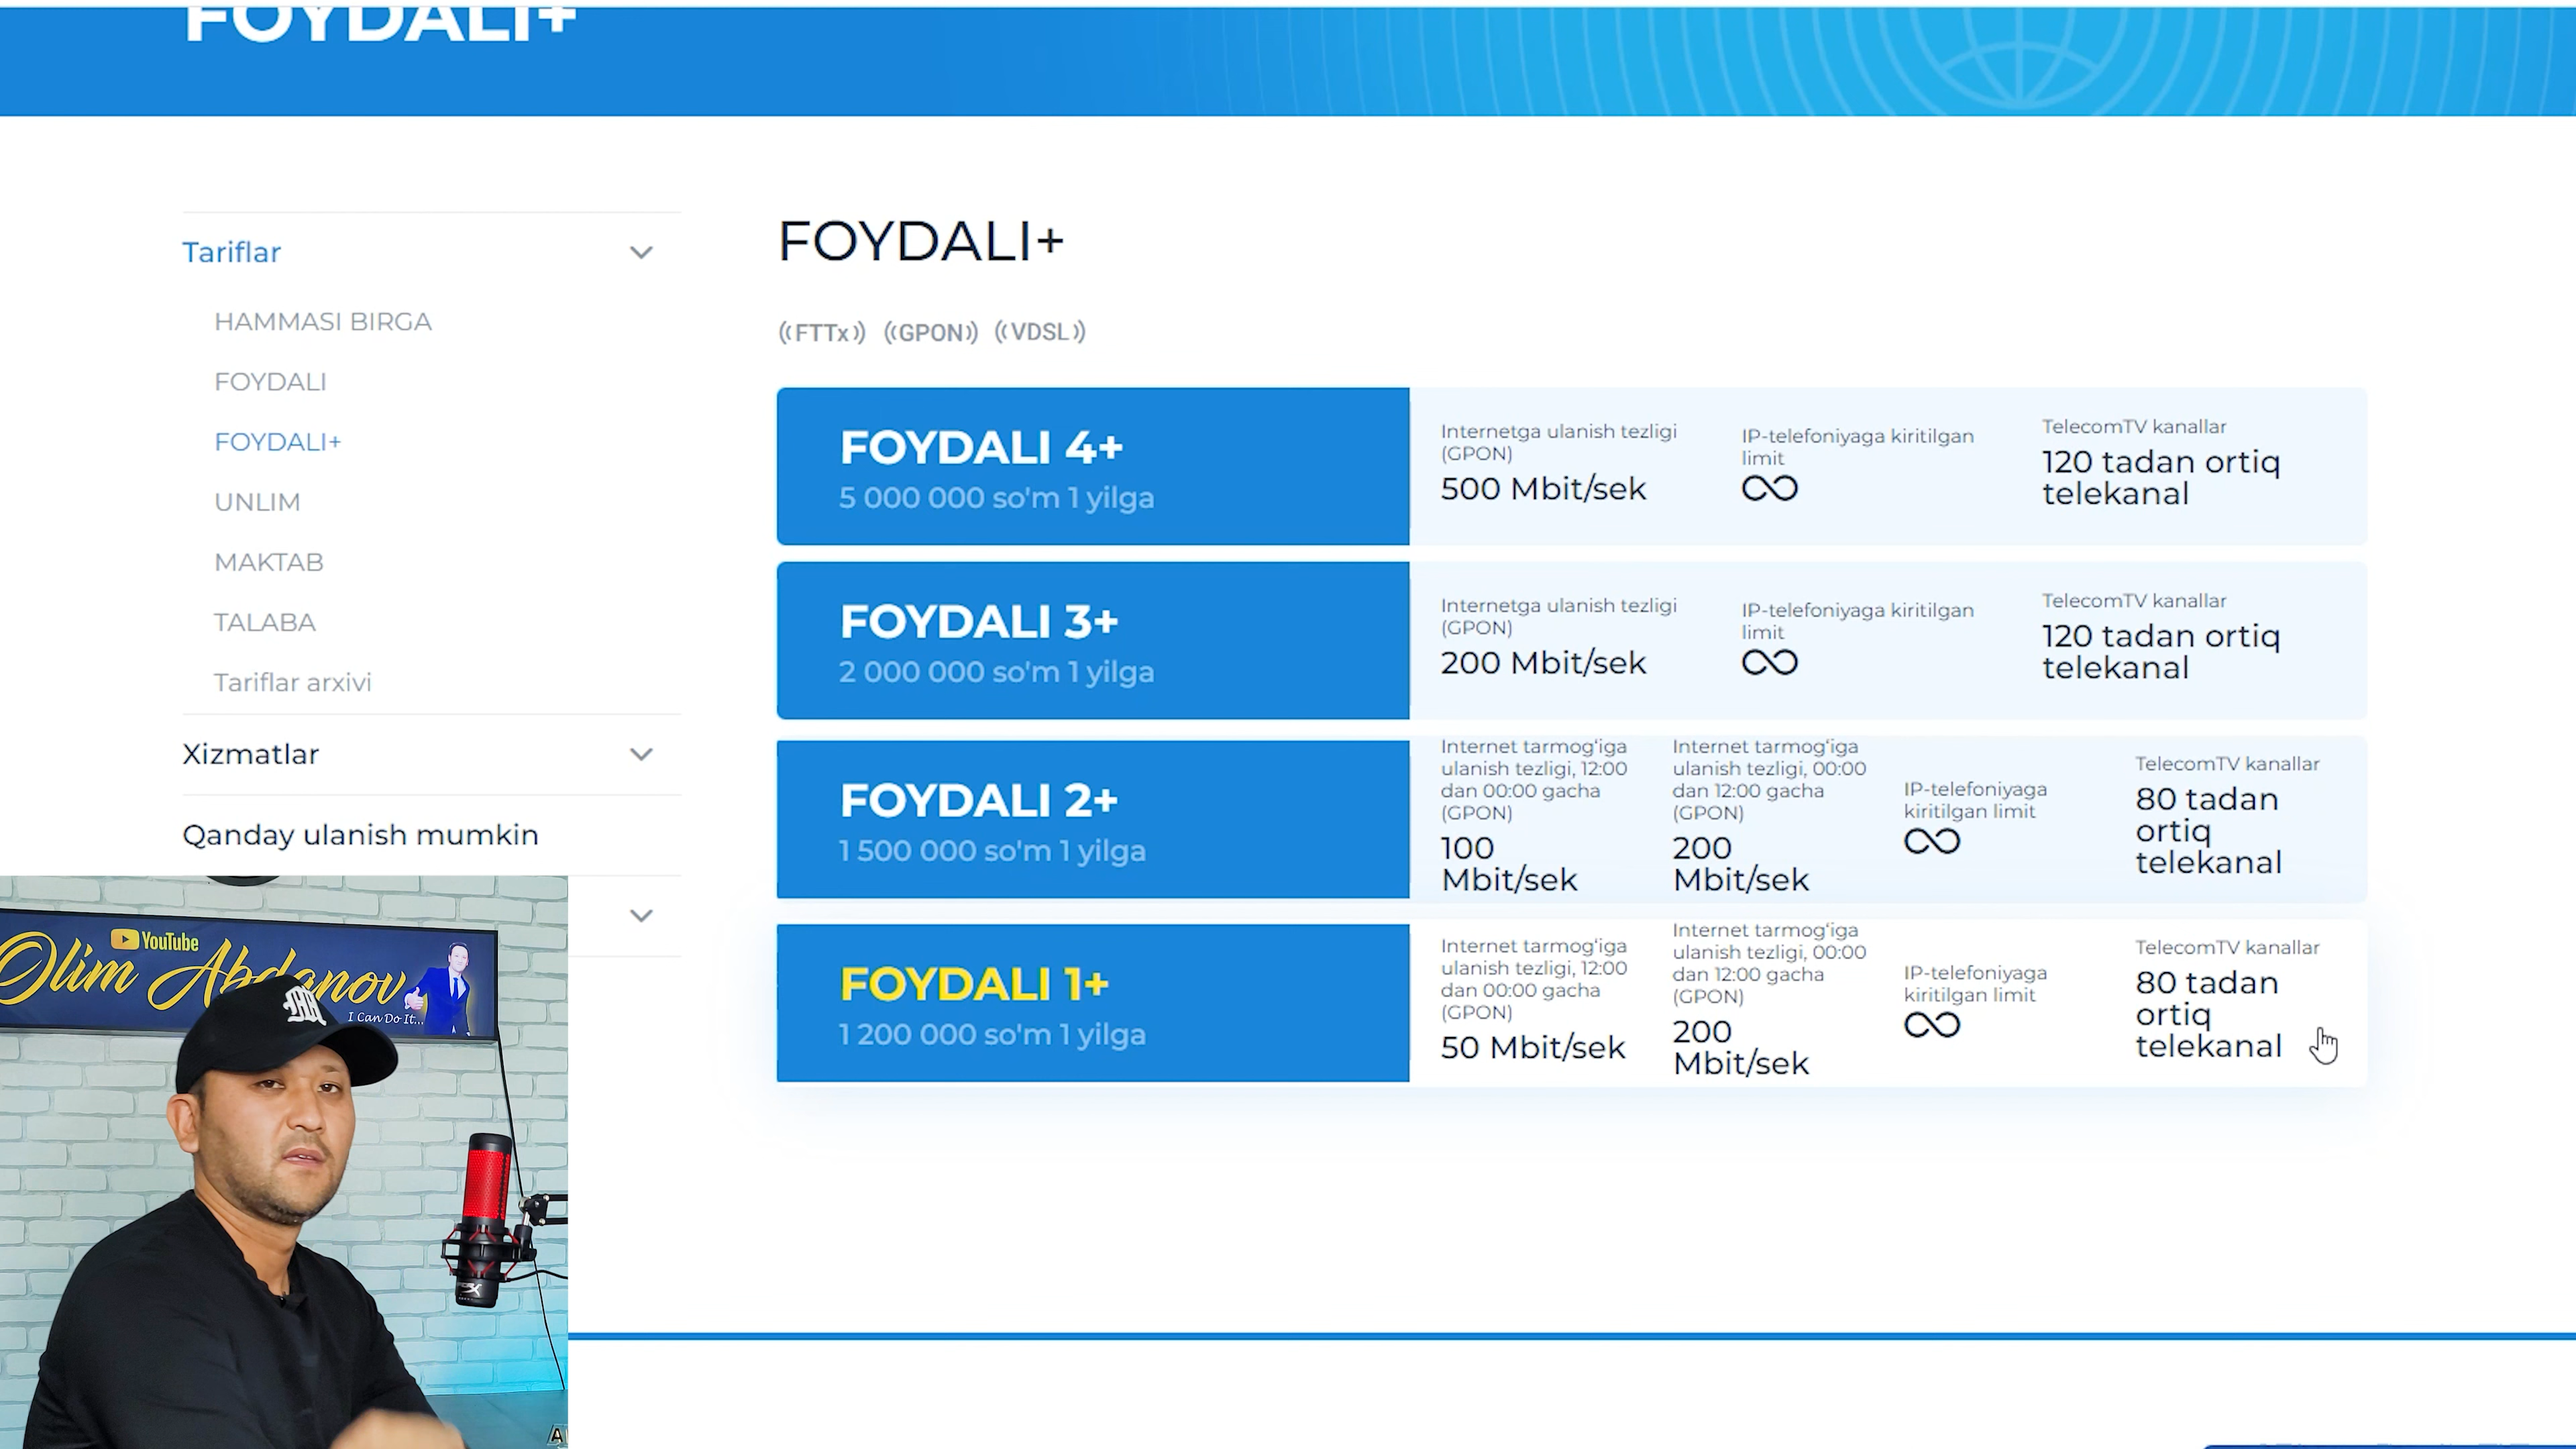 FOYDALI+
Tariflar
HAMMASI BIRGA
FOYDALI
FOYDALI+
UNLIM
MAKTAB
TALABA
Tariflar arxivi
Xizmatlar
Qanday ulanish mumkin
FOYDALI+
((FTTx)) ((GPON)) ((VDSL))
FOYDALI 4+
5 000 000 so'm 1 yilga
Internetga ulanish tezligi
(GPON)
500 Mbit/sek
IP-telefoniyaga kiritilgan
limit
∞
TelecomTV kanallar
120 tadan ortiq
telekanal
FOYDALI 3+
2 000 000 so'm 1 yilga
Internetga ulanish tezligi
(GPON)
200 Mbit/sek
IP-telefoniyaga kiritilgan
limit
∞
TelecomTV kanallar
120 tadan ortiq
telekanal
FOYDALI 2+
1 500 000 so'm 1 yilga
Internet tarmog‘iga
ulanish tezligi, 12:00
dan 00:00 gacha
(GPON)
100
Mbit/sek
Internet tarmog‘iga
ulanish tezligi, 00:00
dan 12:00 gacha
(GPON)
200
Mbit/sek
IP-telefoniyaga
kiritilgan limit
∞
TelecomTV kanallar
80 tadan
ortiq
telekanal
FOYDALI 1+
1 200 000 so'm 1 yilga
Internet tarmog‘iga
ulanish tezligi, 12:00
dan 00:00 gacha
(GPON)
50 Mbit/sek
Internet tarmog‘iga
ulanish tezligi, 00:00
dan 12:00 gacha
(GPON)
200
Mbit/sek
IP-telefoniyaga
kiritilgan limit
∞
TelecomTV kanallar
80 tadan
ortiq
telekanal
YouTube
Olim Abdanov
I Can Do It...